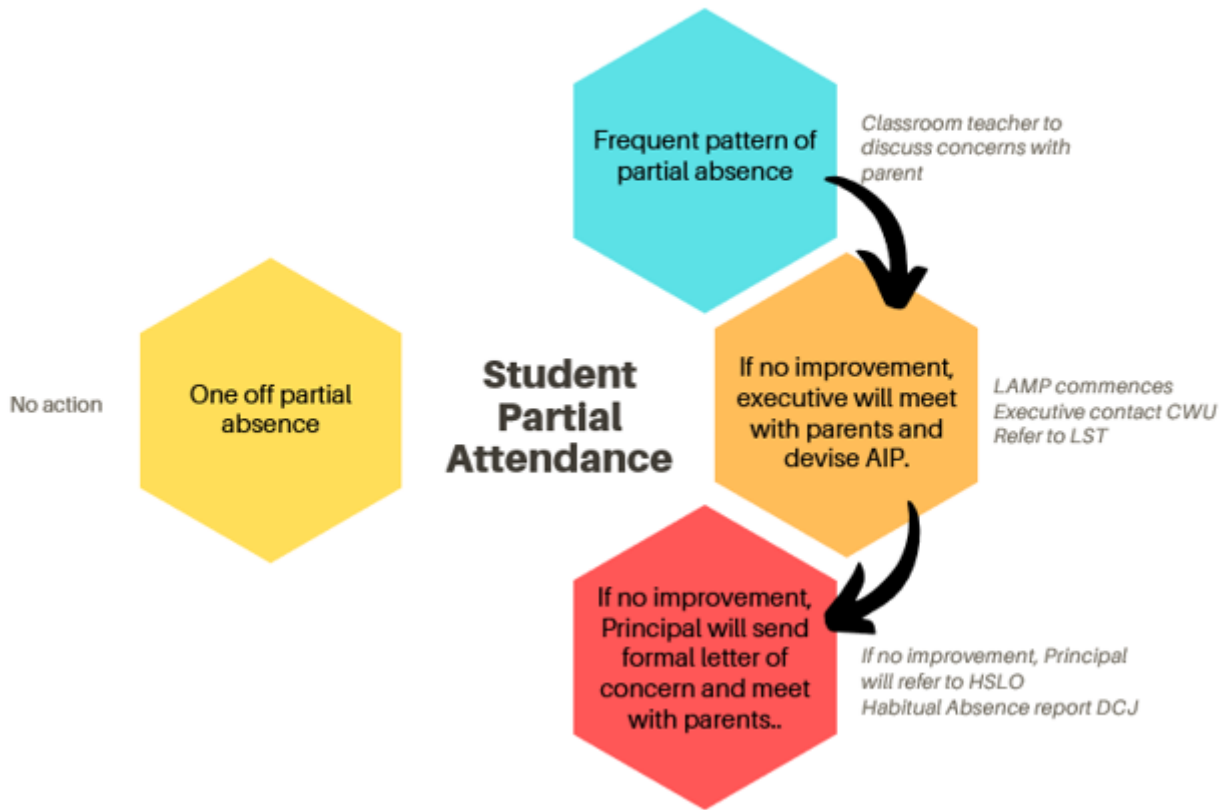 Frequent pattern of
partial absence
Classroom teacher to
discuss concerns with
parent
No action
One off partial
absence
Student
Partial
Attendance
If no improvement,
executive will meet
with parents and
devise AIP.
LAMP commences
Executive contact CWU
Refer to LST
If no improvement,
Principal will send
formal letter of
concern and meet
with parents..
If no improvement, Principal
will refer to HSLO
Habitual Absence report DCJ